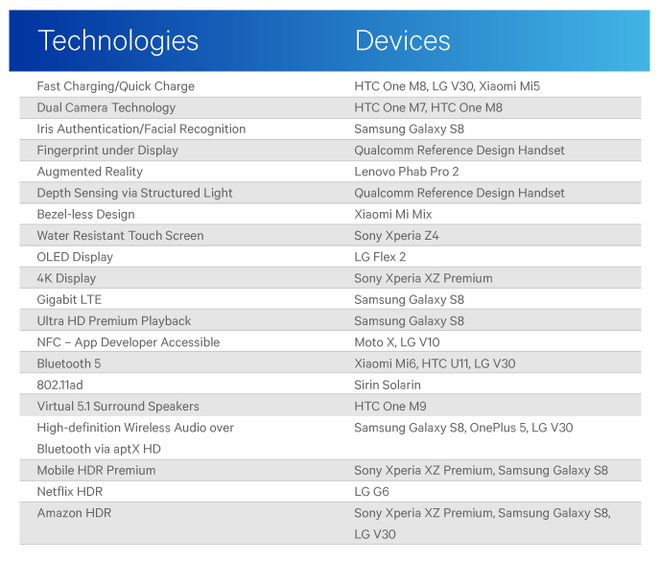 Technologies Devices
Fast Charging/Quick Charge HTC One M8, LG V30, Xiaomi Mi5
Dual Camera Technology HTC One M7, HTC One M8
Iris Authentication/Facial Recognition Samsung Galaxy S8
Fingerprint under Display Qualcomm Reference Design Handset
Augmented Reality Lenovo Phab Pro 2
Depth Sensing via Structured Light Qualcomm Reference Design Handset
Bezel-less Design Xiaomi Mi Mix
Water Resistant Touch Screen Sony Xperia Z4
OLED Display LG Flex 2
4K Display Sony Xperia XZ Premium
Gigabit LTE Samsung Galaxy S8
Ultra HD Premium Playback Samsung Galaxy S8
NFC – App Developer Accessible Moto X, LG V10
Bluetooth 5 Xiaomi Mi6, HTC U11, LG V30
802.11ad Sirin Solarin
Virtual 5.1 Surround Speakers HTC One M9
High-definition Wireless Audio over Samsung Galaxy S8, OnePlus 5, LG V30
Bluetooth via aptX HD
Mobile HDR Premium Sony Xperia XZ Premium, Samsung Galaxy S8
Netflix HDR LG G6
Amazon HDR Sony Xperia XZ Premium, Samsung Galaxy S8,
LG V30